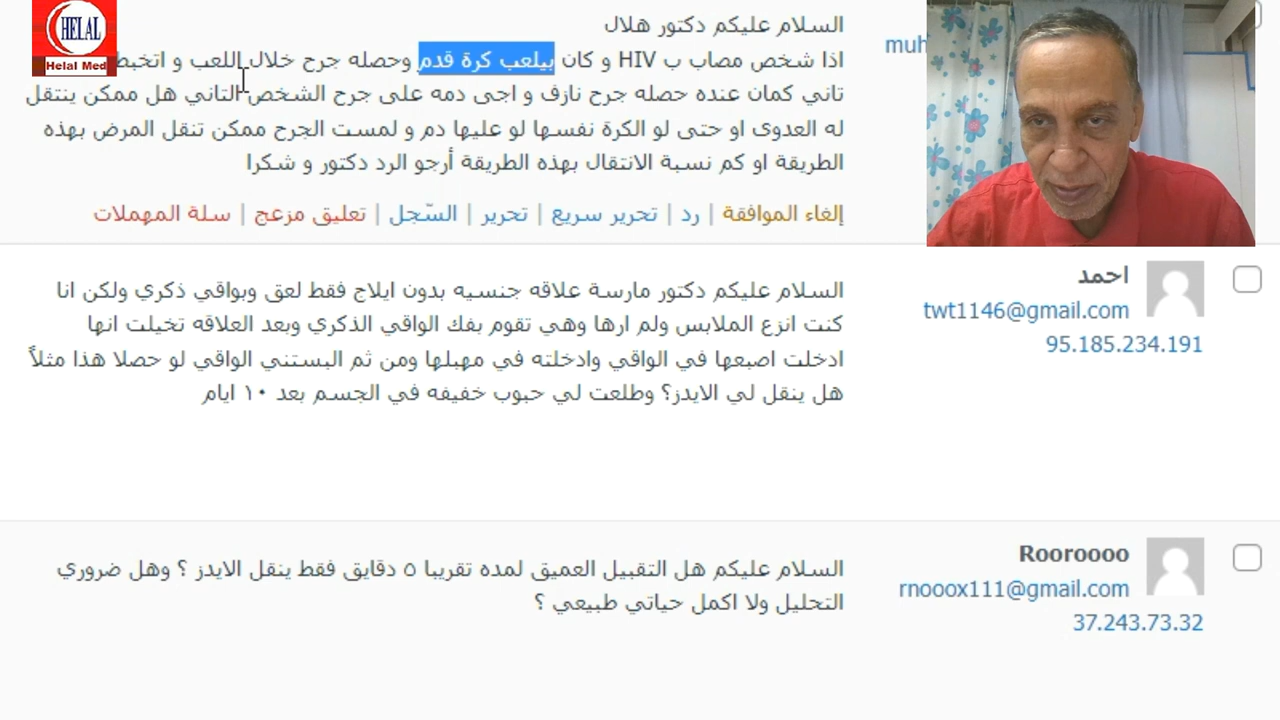 HELAL
Helal Med
السلام عليكم دكتور هلال
اذا شخص مصاب ب HIV و كان بيلعب كرة قدم وحصله جرح خلال اللعب و اتخبط
تاني كمان عنده حصله جرح نازف و اجى دمه على جرح الشخص التاني هل ممكن ينتقل
له العدوى او حتى لو الكرة نفسها لو عليها دم و لمست الجرح ممكن تنقل المرض بهذه
الطريقة او كم نسبة الانتقال بهذه الطريقة أرجو الرد دكتور و شكرا
إلغاء الموافقة | رد | تحرير سريع | تحرير | السّجل | تعليق مزعج | سلة المهملات
muh
احمد
twt1146@gmail.com
95.185.234.191
السلام عليكم دكتور مارسة علاقه جنسيه بدون ايلاج فقط لعق وبواقي ذكري ولكن انا
كنت انزع الملابس ولم ارها وهي تقوم بفك الواقي الذكري وبعد العلاقه تخيلت انها
ادخلت اصبعها في الواقي وادخلته في مهبلها ومن ثم البستني الواقي لو حصلا هذا مثلاً
هل ينقل لي الايدز؟ وطلعت لي حبوب خفيفه في الجسم بعد ١٠ ايام
Rooroooo
rnooox111@gmail.com
37.243.73.32
السلام عليكم هل التقبيل العميق لمده تقريبا ٥ دقايق فقط ينقل الايدز ؟ وهل ضروري
التحليل ولا اكمل حياتي طبيعي ؟